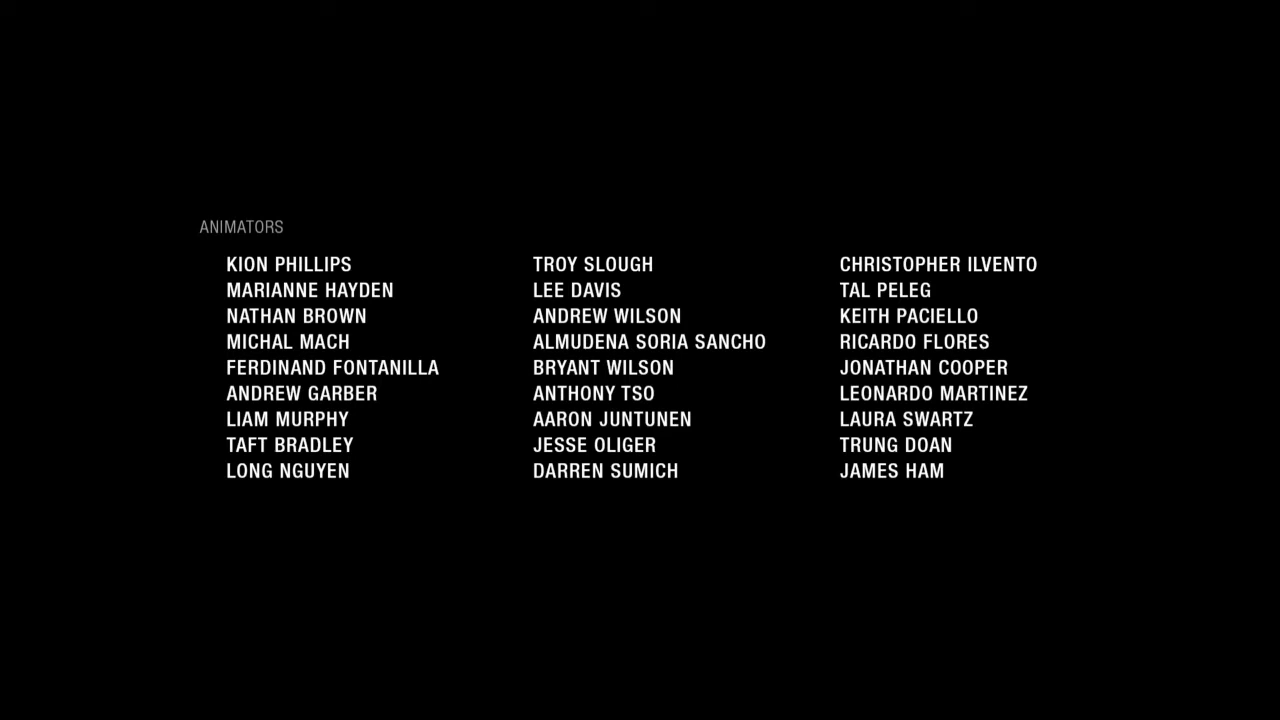 ANIMATORS
KION PHILLIPS
MARIANNE HAYDEN
NATHAN BROWN
MICHAL MACH
FERDINAND FONTANILLA
ANDREW GARBER
LIAM MURPHY
TAFT BRADLEY
LONG NGUYEN
TROY SLOUGH
LEE DAVIS
ANDREW WILSON
ALMUDENA SORIA SANCHO
BRYANT WILSON
ANTHONY TSO
AARON JUNTUNEN
JESSE OLIGER
DARREN SUMICH
CHRISTOPHER ILVENTO
TAL PELEG
KEITH PACIELLO
RICARDO FLORES
JONATHAN COOPER
LEONARDO MARTINEZ
LAURA SWARTZ
TRUNG DOAN
JAMES HAM